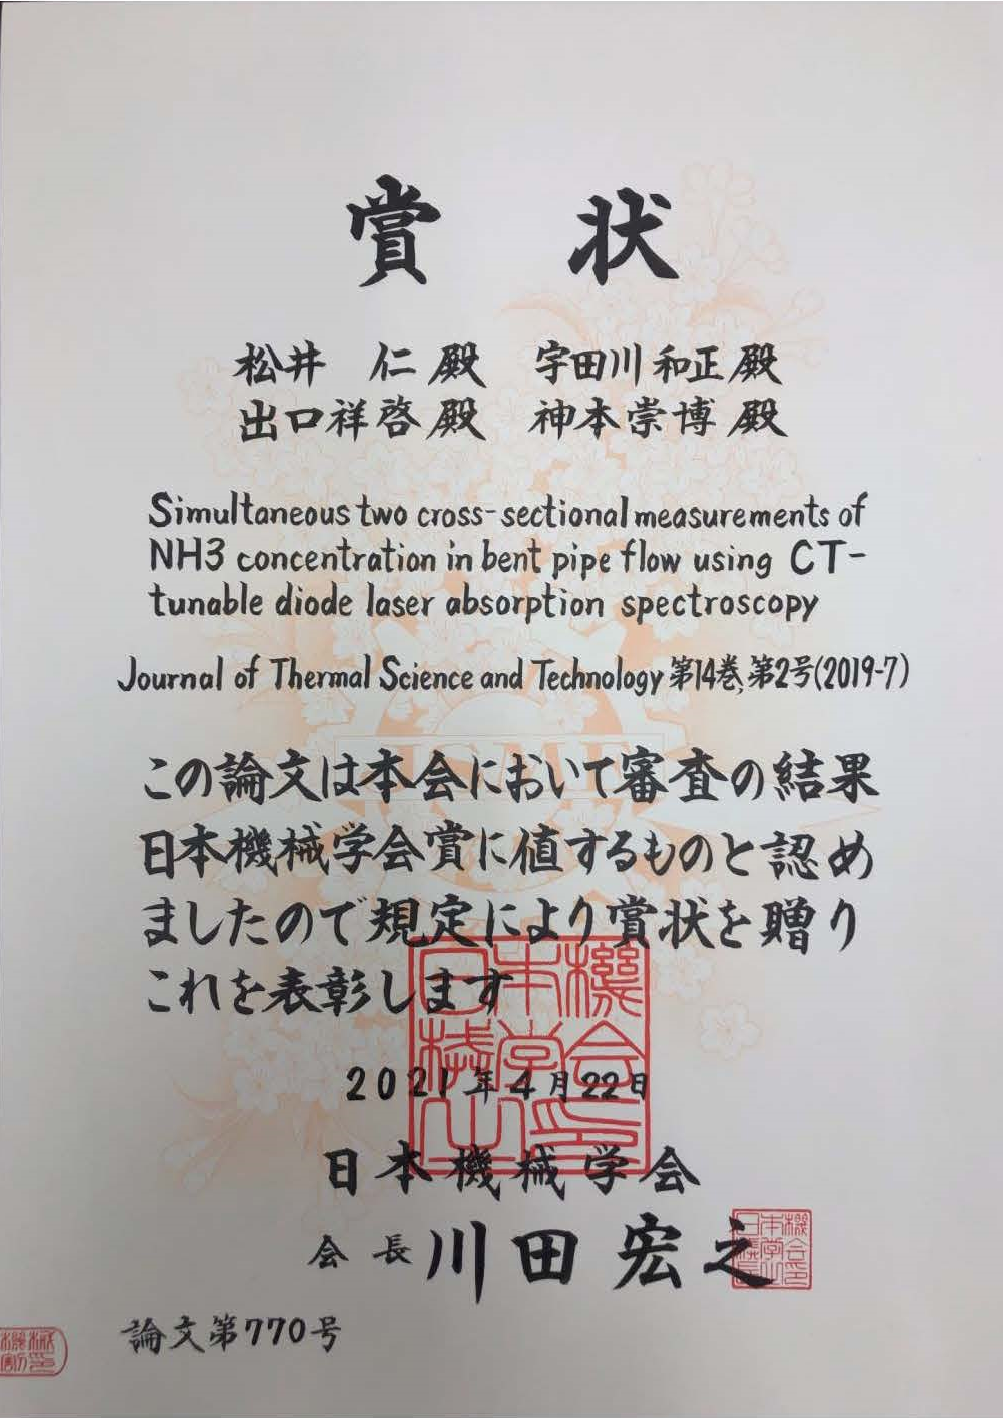 賞状
松井 仁殿 宇田川和正殿
出口祥啓殿 神本崇博殿
Simultaneous two cross-sectional measurements of
NH3 concentration in bent pipe flow using CT-
tunable diode laser absorption spectroscopy
Journal of Thermal Science and Technology 第14巻,第2号(2019-7)
この論文は本会において審査の結果
日本機械学会賞に値するものと認め
ましたので規定により賞状を贈り
これを表彰します
2021年4月22日
日本機械学会
会長 川田宏之
論文第770号